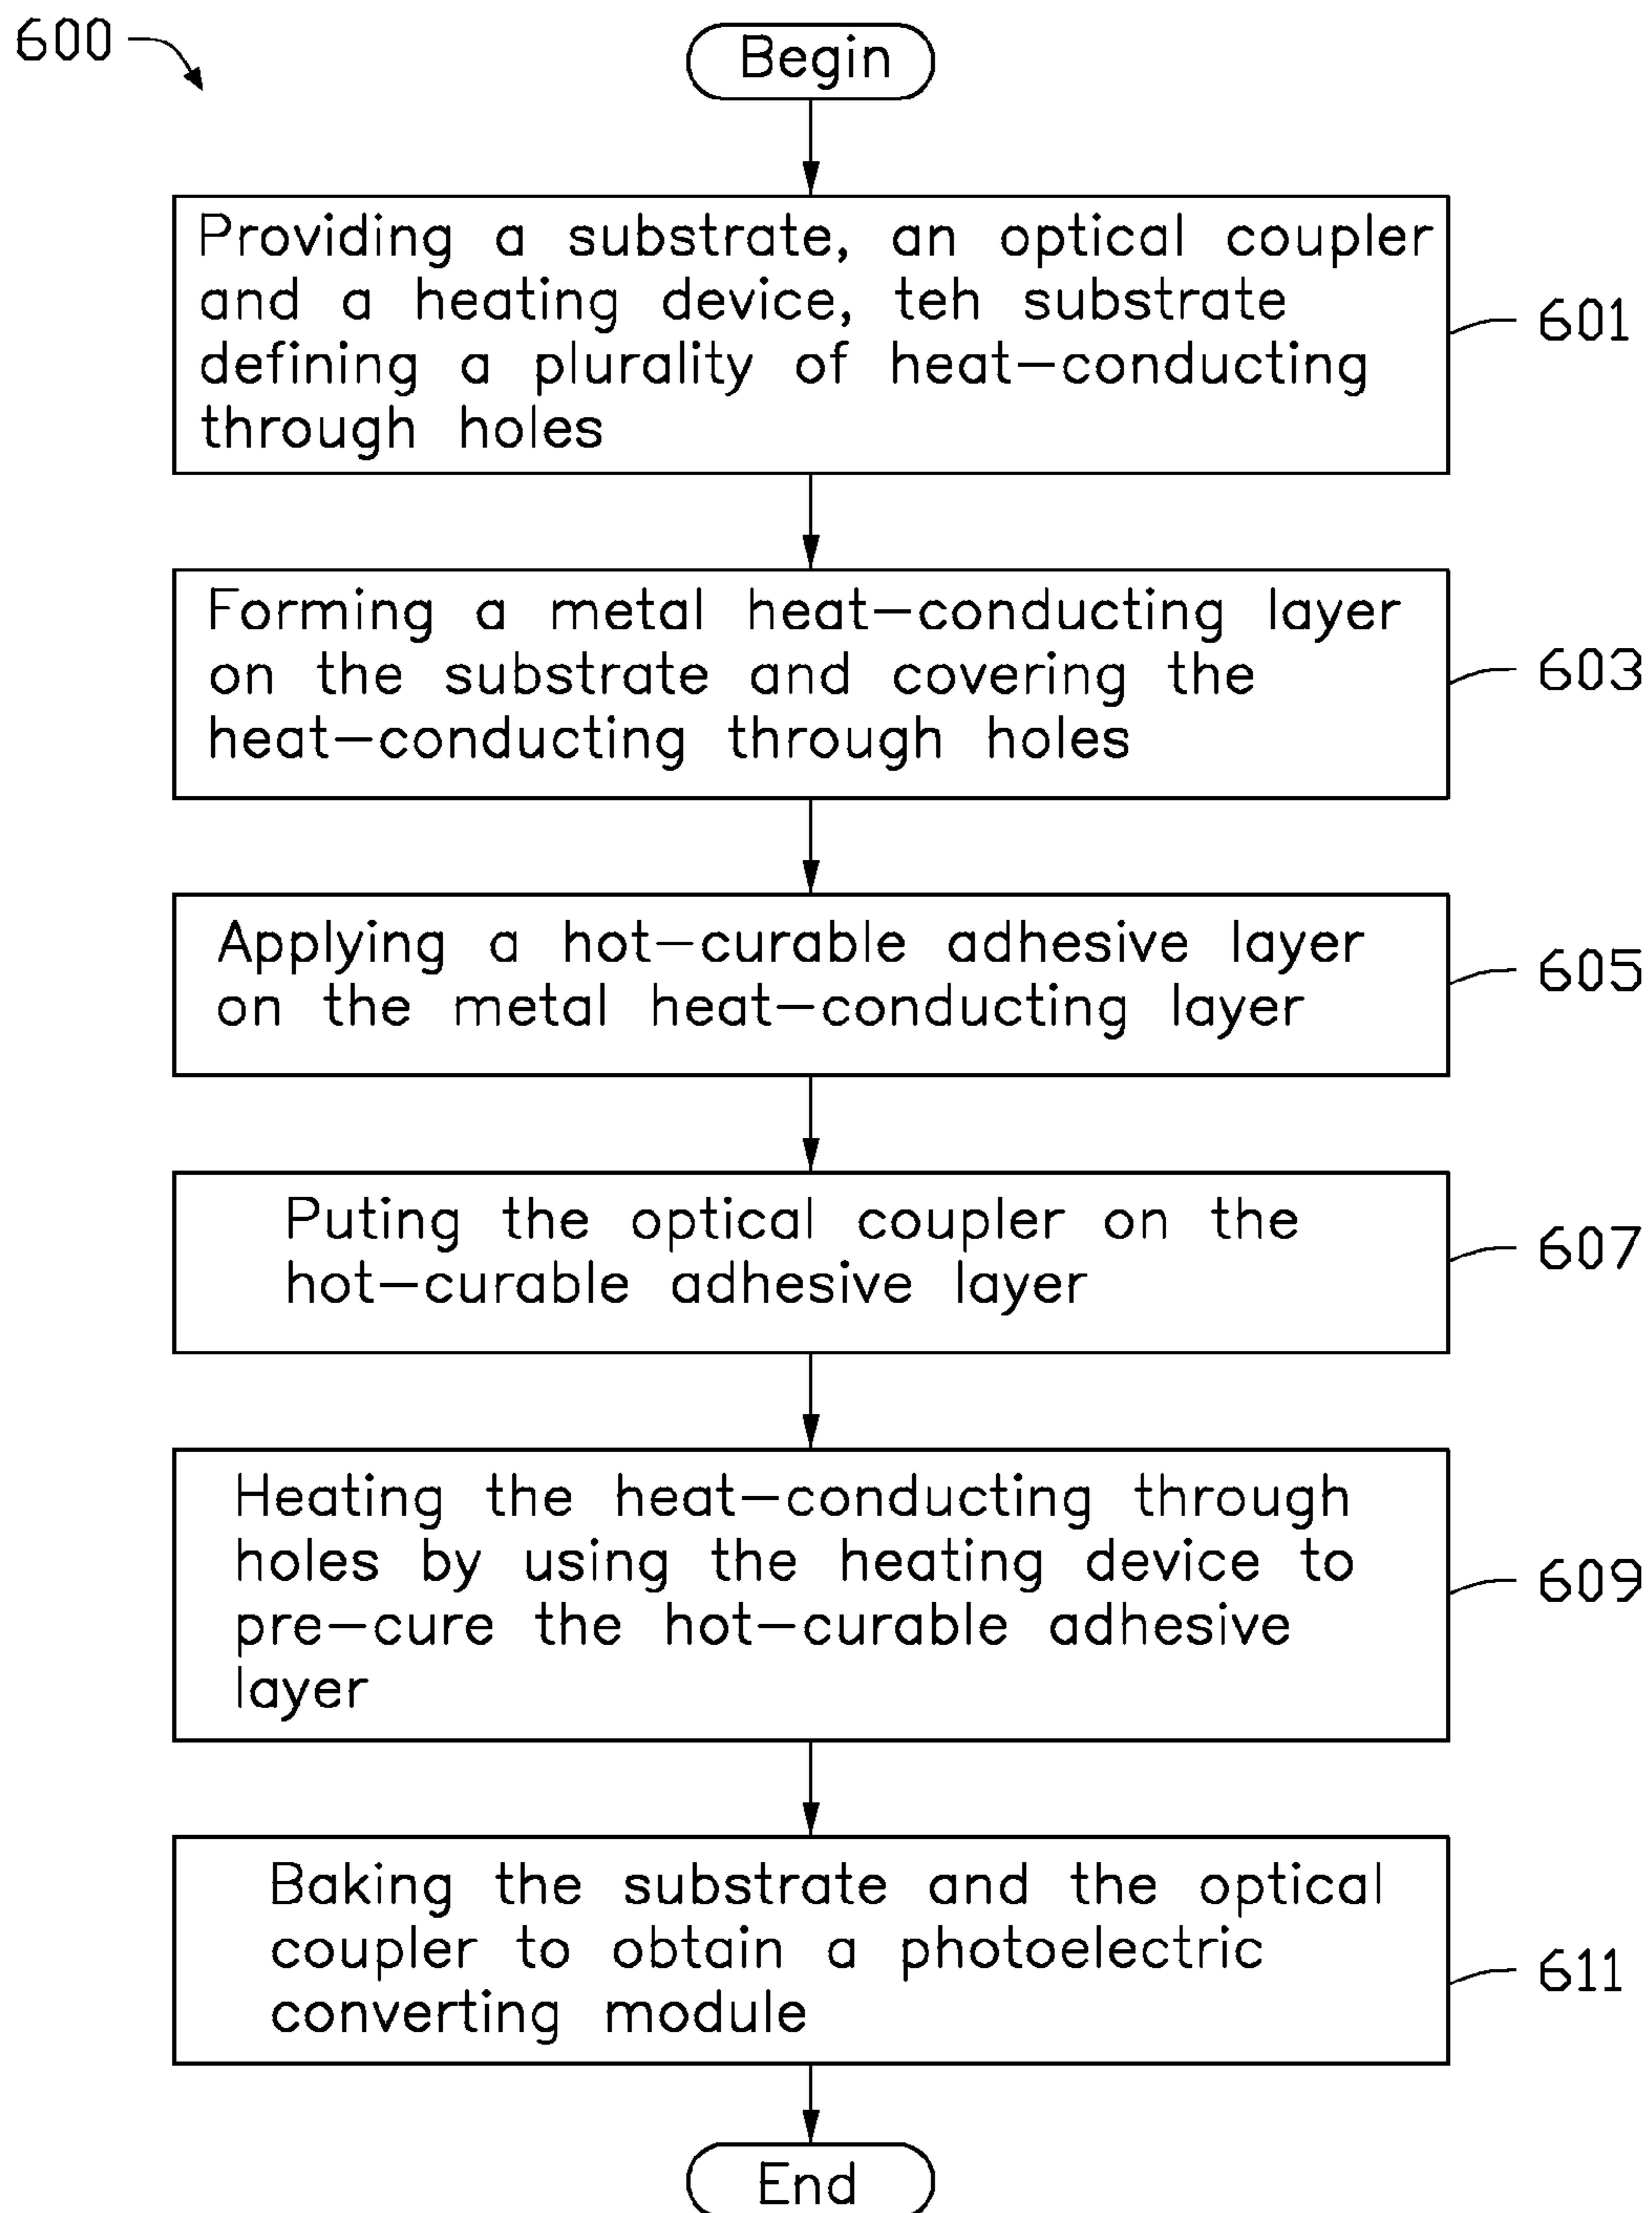 600
Begin
Providing a substrate, an optical coupler
and a heating device, teh substrate
defining a plurality of heat-conducting
through holes
601
Forming a metal heat-conducting layer
on the substrate and covering the
heat-conducting through holes
603
Applying a hot-curable adhesive layer
on the metal heat-conducting layer
605
Puting the optical coupler on the
hot-curable adhesive layer
607
Heating the heat-conducting through
holes by using the heating device to
pre-cure the hot-curable adhesive
layer
609
Baking the substrate and the optical
coupler to obtain a photoelectric
converting module
611
End